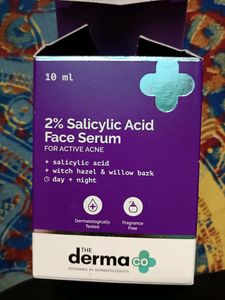 10 ml
2% Salicylic Acid
Face Serum
FOR ACTIVE ACNE
+ salicylic acid
+ witch hazel & willow bark
day + night
Dermatologically
Tested
Fragrance
Free
THE
derma co
DESIGNED BY DERMATOLOGISTS